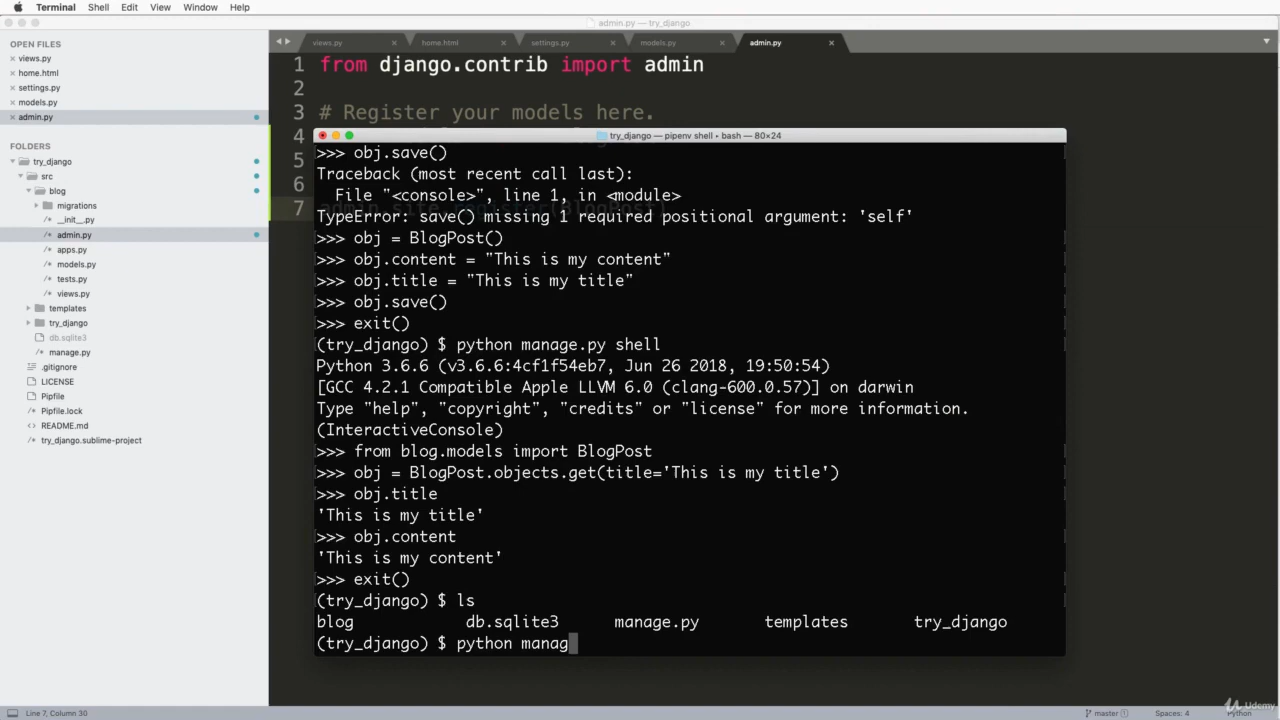 Terminal Shell Edit View Window Help
admin.py — try_django
OPEN FILES
views.py
home.html
settings.py
models.py
admin.py
FOLDERS
try_django
src
blog
migrations
__init__.py
admin.py
apps.py
models.py
tests.py
views.py
templates
try_django
db.sqlite3
manage.py
.gitignore
LICENSE
Pipfile
Pipfile.lock
README.md
try_django.sublime-project
views.py home.html settings.py models.py admin.py
1 from django.contrib import admin
2
3 # Register your models here.
4
5
6
7 admin.site.register(BlogPost)
try_django — pipenv shell ▸ bash — 80×24
>>> obj.save()
Traceback (most recent call last):
File "<console>", line 1, in <module>
TypeError: save() missing 1 required positional argument: 'self'
>>> obj = BlogPost()
>>> obj.content = "This is my content"
>>> obj.title = "This is my title"
>>> obj.save()
>>> exit()
(try_django) $ python manage.py shell
Python 3.6.6 (v3.6.6:4cf1f54eb7, Jun 26 2018, 19:50:54)
[GCC 4.2.1 Compatible Apple LLVM 6.0 (clang-600.0.57)] on darwin
Type "help", "copyright", "credits" or "license" for more information.
(InteractiveConsole)
>>> from blog.models import BlogPost
>>> obj = BlogPost.objects.get(title='This is my title')
>>> obj.title
'This is my title'
>>> obj.content
'This is my content'
>>> exit()
(try_django) $ ls
blog db.sqlite3 manage.py templates try_django
(try_django) $ python manag
Line 7, Column 30
master 1 Spaces: 4 Python
Udemy